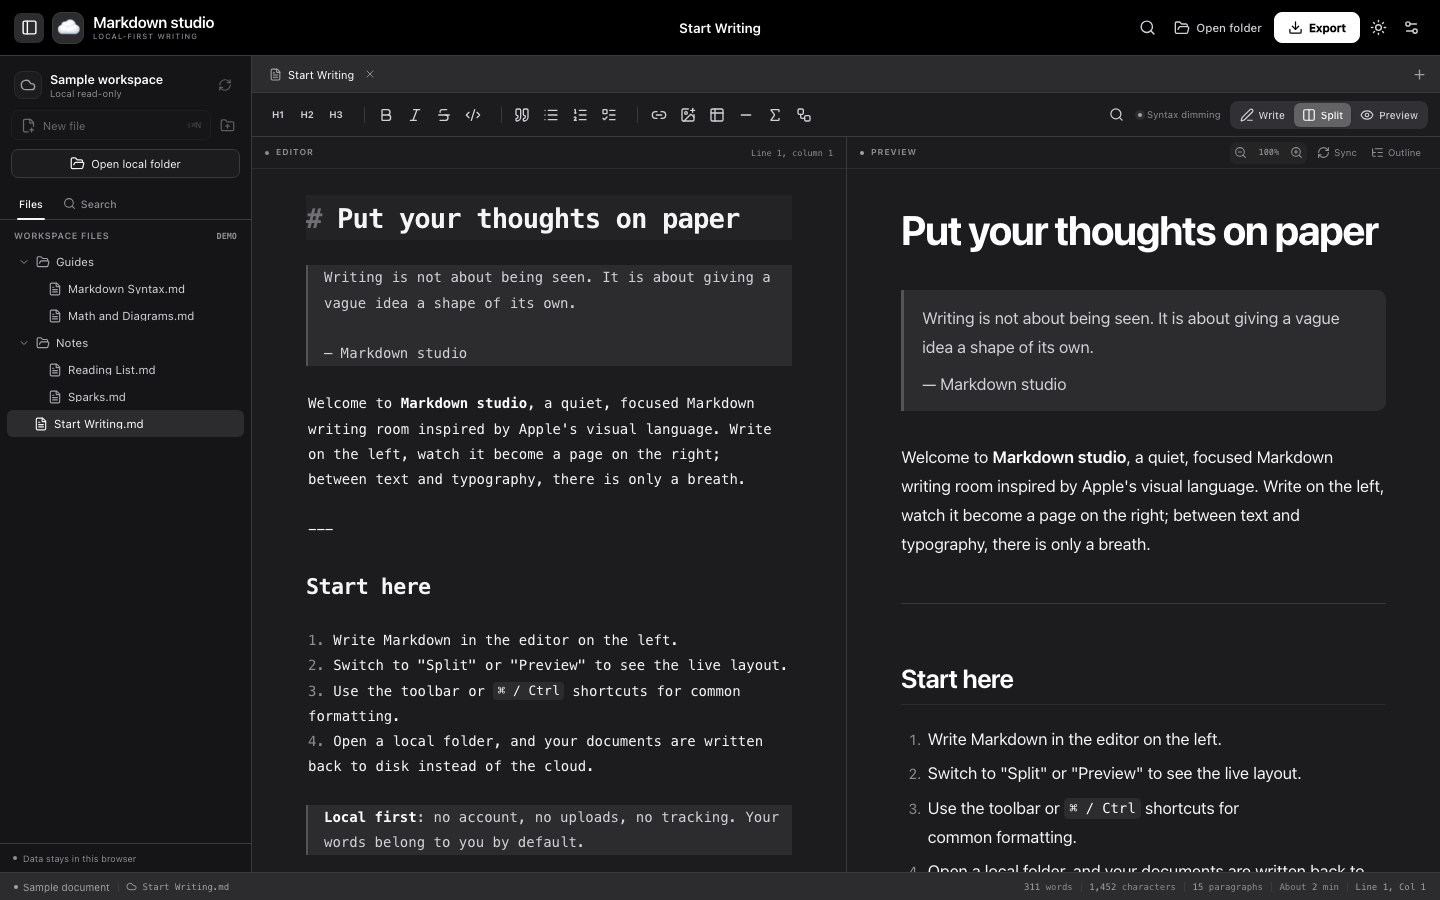 Markdown studio
LOCAL-FIRST WRITING
Start Writing
Open folder
Export
Sample workspace
Local read-only
New file
⇧⌘N
Open local folder
Files
Search
WORKSPACE FILES
DEMO
Guides
Markdown Syntax.md
Math and Diagrams.md
Notes
Reading List.md
Sparks.md
Start Writing.md
Data stays in this browser
Start Writing
H1 H2 H3
Syntax dimming
Write
Split
Preview
EDITOR
Line 1, column 1
# Put your thoughts on paper
Writing is not about being seen. It is about giving a
vague idea a shape of its own.
— Markdown studio
Welcome to Markdown studio, a quiet, focused Markdown
writing room inspired by Apple's visual language. Write
on the left, watch it become a page on the right;
between text and typography, there is only a breath.
---
Start here
1. Write Markdown in the editor on the left.
2. Switch to "Split" or "Preview" to see the live layout.
3. Use the toolbar or ⌘ / Ctrl shortcuts for common
formatting.
4. Open a local folder, and your documents are written
back to disk instead of the cloud.
Local first: no account, no uploads, no tracking. Your
words belong to you by default.
PREVIEW
100%
Sync
Outline
Put your thoughts on paper
Writing is not about being seen. It is about giving a vague
idea a shape of its own.
— Markdown studio
Welcome to Markdown studio, a quiet, focused Markdown
writing room inspired by Apple's visual language. Write on the left,
watch it become a page on the right; between text and
typography, there is only a breath.
Start here
1. Write Markdown in the editor on the left.
2. Switch to "Split" or "Preview" to see the live layout.
3. Use the toolbar or ⌘ / Ctrl shortcuts for
common formatting.
4. Open a local folder, and your documents are written back to
Sample document
Start Writing.md
311 words
1,452 characters
15 paragraphs
About 2 min
Line 1, Col 1